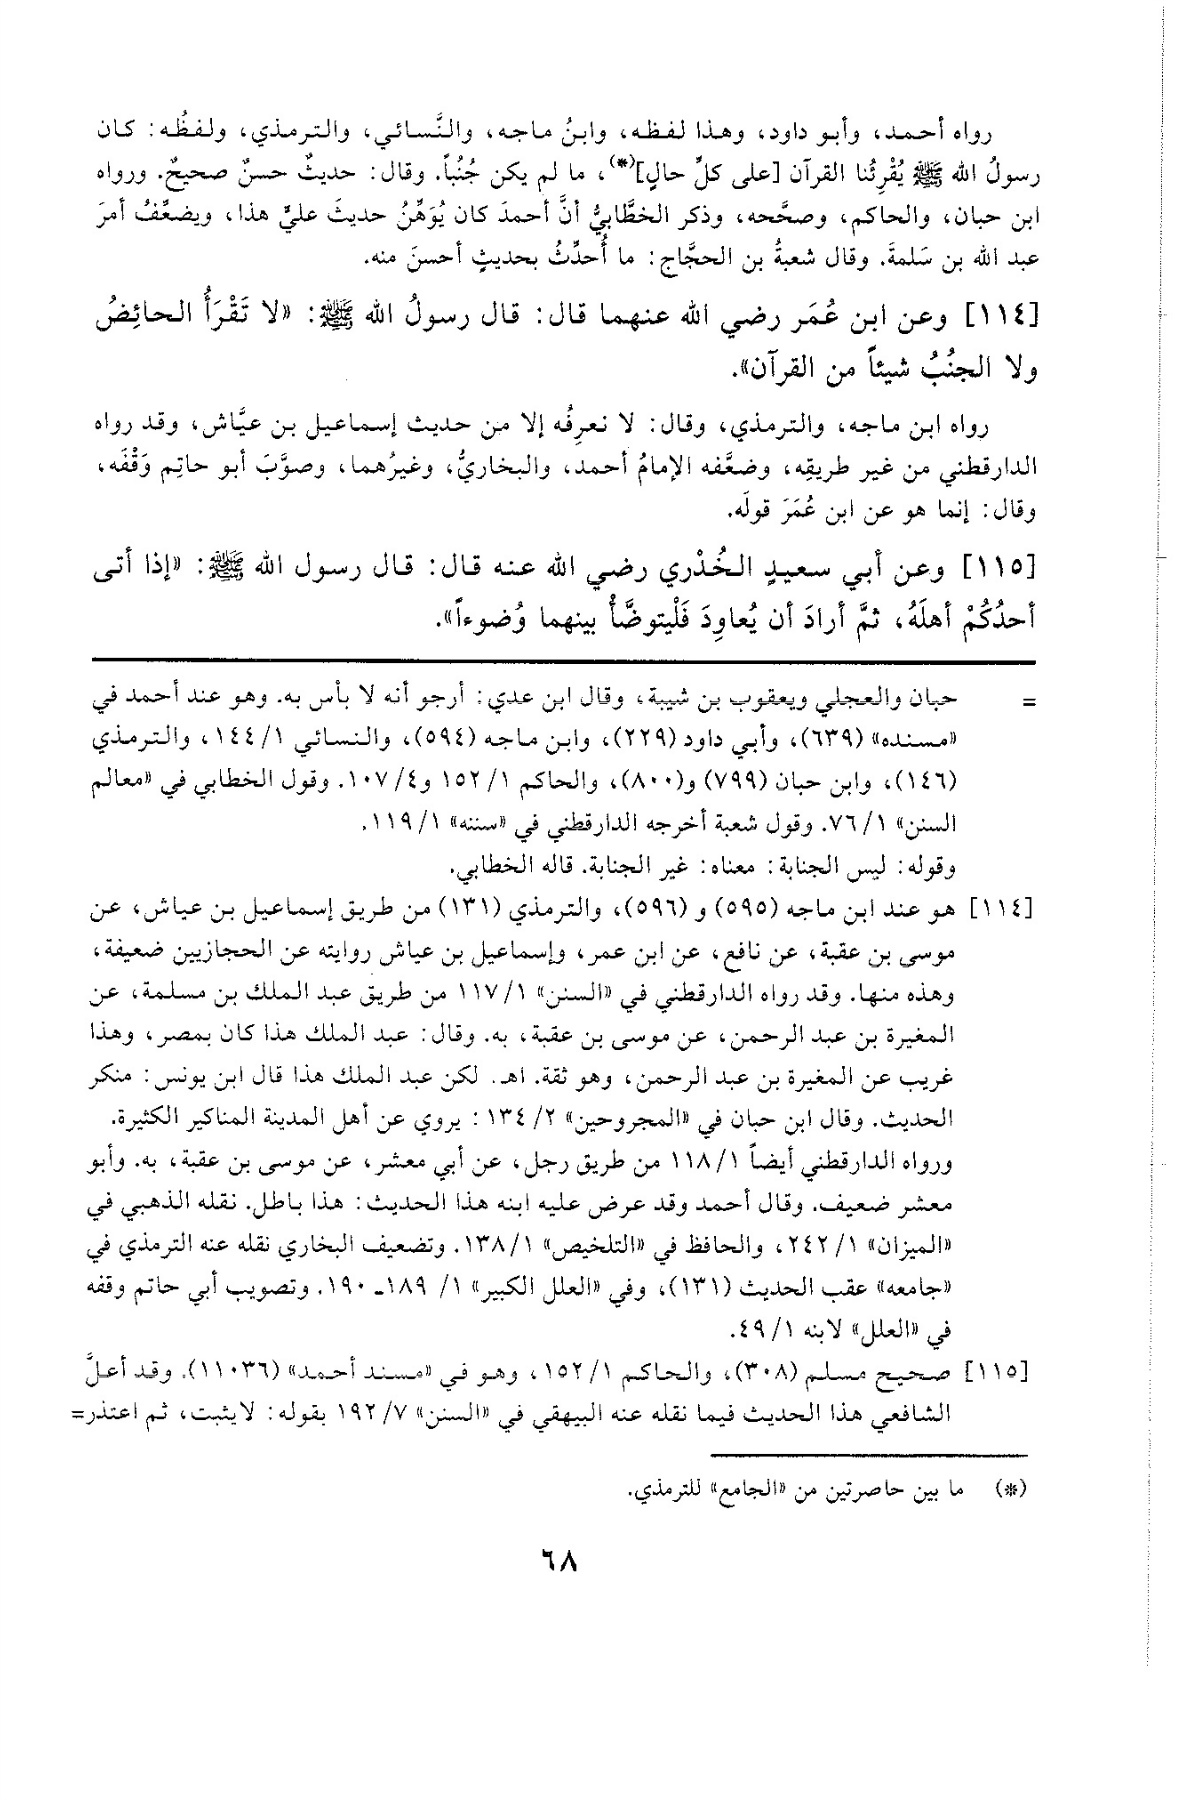 رواه أحمد، وأبو داود، وهذا لفظه، وابنُ ماجه، والنَّسائي، والترمذي، ولفظُه: كان
رسولُ الله ﷺ يُقْرِئُنا القرآن [على كلِّ حالٍ](*)، ما لم يكن جُنُباً. وقال: حديثٌ حسنٌ صحيحٌ. ورواه
ابن حبان، والحاكم، وصحَّحه، وذكر الخطَّابيُّ أنَّ أحمدَ كان يُوَهِّنُ حديثَ عليٍّ هذا، ويضعِّفُ أمرَ
عبد الله بن سَلمةَ. وقال شعبةُ بن الحجَّاج: ما أُحدِّثُ بحديثٍ أحسنَ منه.
[١١٤] وعن ابن عُمَر رضي الله عنهما قال: قال رسولُ الله ﷺ: «لا تَقْرَأُ الحائِضُ
ولا الجنُبُ شيئاً من القرآن».
رواه ابن ماجه، والترمذي، وقال: لا نعرِفُه إلا من حديث إسماعيل بن عيَّاش، وقد رواه
الدارقطني من غير طريقِه، وضعَّفه الإمامُ أحمد، والبخاريُّ، وغيرُهما، وصوَّبَ أبو حاتِم وَقْفَه،
وقال: إنما هو عن ابن عُمَرَ قولَه.
[١١٥] وعن أبي سعيدٍ الخُدْري رضي الله عنه قال: قال رسول الله ﷺ: «إذا أتى
أحدُكُمْ أهلَهُ، ثمَّ أرادَ أن يُعاوِدَ فَلْيتوضَّأْ بينهما وُضوءاً».
= حبان والعجلي ويعقوب بن شيبة، وقال ابن عدي: أرجو أنه لا بأس به. وهو عند أحمد في
«مسنده» (٦٣٩)، وأبي داود (٢٢٩)، وابن ماجه (٥٩٤)، والنسائي ١/ ١٤٤، والترمذي
(١٤٦)، وابن حبان (٧٩٩) و(٨٠٠)، والحاكم ١/ ١٥٢ و٤/ ١٠٧. وقول الخطابي في «معالم
السنن» ١/ ٧٦. وقول شعبة أخرجه الدارقطني في «سننه» ١/ ١١٩.
وقوله: ليس الجنابة: معناه: غير الجنابة. قاله الخطابي.
[١١٤] هو عند ابن ماجه (٥٩٥) و (٥٩٦)، والترمذي (١٣١) من طريق إسماعيل بن عياش، عن
موسى بن عقبة، عن نافع، عن ابن عمر، وإسماعيل بن عياش روايته عن الحجازيين ضعيفة،
وهذه منها. وقد رواه الدارقطني في «السنن» ١/ ١١٧ من طريق عبد الملك بن مسلمة، عن
المغيرة بن عبد الرحمن، عن موسى بن عقبة، به. وقال: عبد الملك هذا كان بمصر، وهذا
غريب عن المغيرة بن عبد الرحمن، وهو ثقة. اهـ. لكن عبد الملك هذا قال ابن يونس: منكر
الحديث. وقال ابن حبان في «المجروحين» ٢/ ١٣٤ : يروي عن أهل المدينة المناكير الكثيرة.
ورواه الدارقطني أيضاً ١/ ١١٨ من طريق رجل، عن أبي معشر، عن موسى بن عقبة، به. وأبو
معشر ضعيف. وقال أحمد وقد عرض عليه ابنه هذا الحديث: هذا باطل. نقله الذهبي في
«الميزان» ١/ ٢٤٢، والحافظ في «التلخيص» ١/ ١٣٨. وتضعيف البخاري نقله عنه الترمذي في
«جامعه» عقب الحديث (١٣١)، وفي «العلل الكبير» ١/ ١٨٩ـ ١٩٠. وتصويب أبي حاتم وقفه
في «العلل» لابنه ١/ ٤٩.
[١١٥] صحيح مسلم (٣٠٨)، والحاكم ١/ ١٥٢، وهو في «مسند أحمد» (١١٠٣٦). وقد أعلَّ
الشافعي هذا الحديث فيما نقله عنه البيهقي في «السنن» ٧/ ١٩٢ بقوله: لايثبت، ثم اعتذر=
(*) ما بين حاصرتين من «الجامع» للترمذي.
٦٨